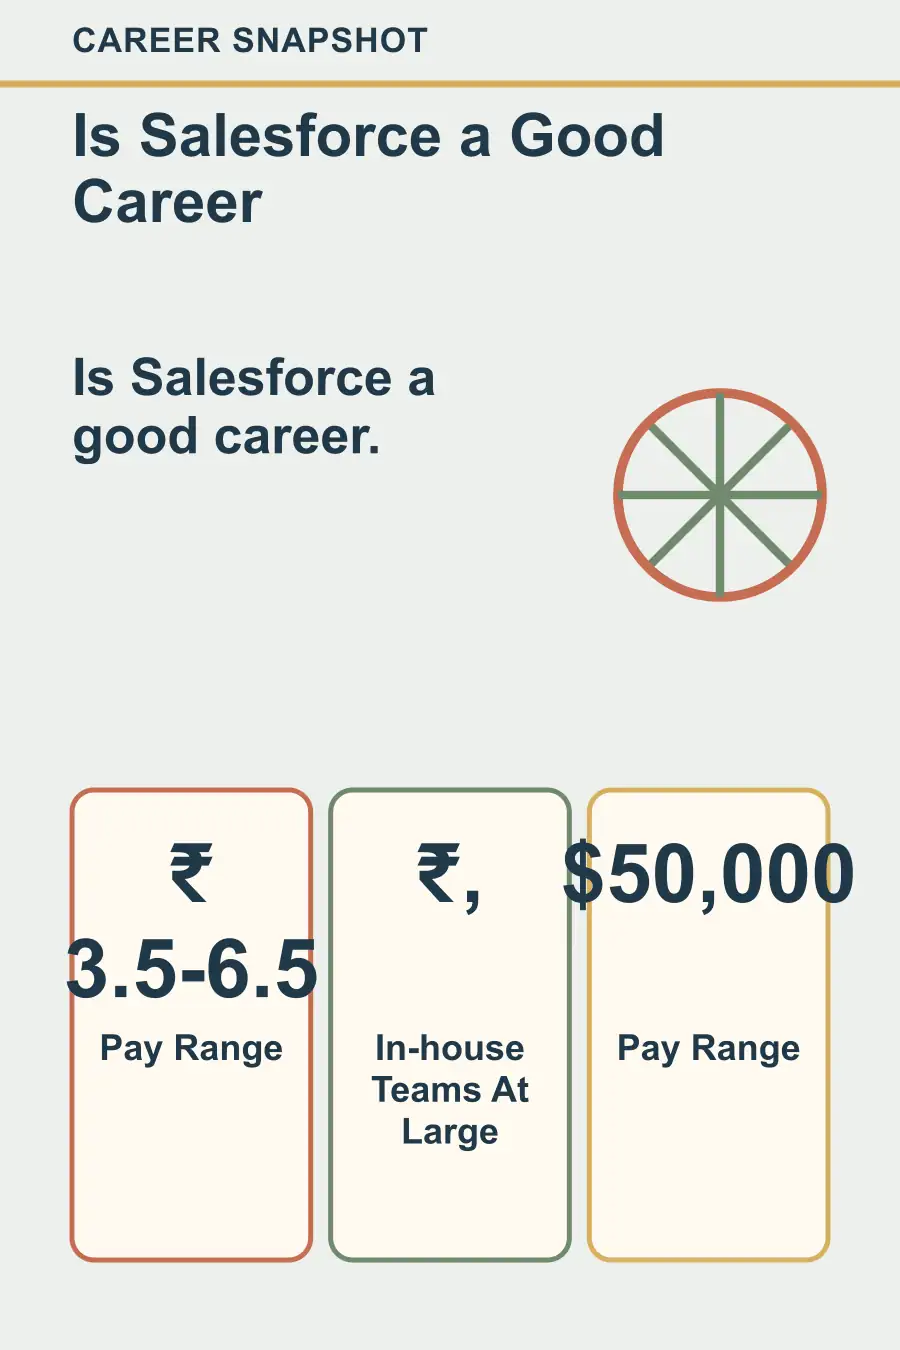 CAREER SNAPSHOT
Is Salesforce a Good
Career
Is Salesforce a
good career.
₹
3.5-6.5
Pay Range
₹,
In-house
Teams At
Large
$50,000
Pay Range